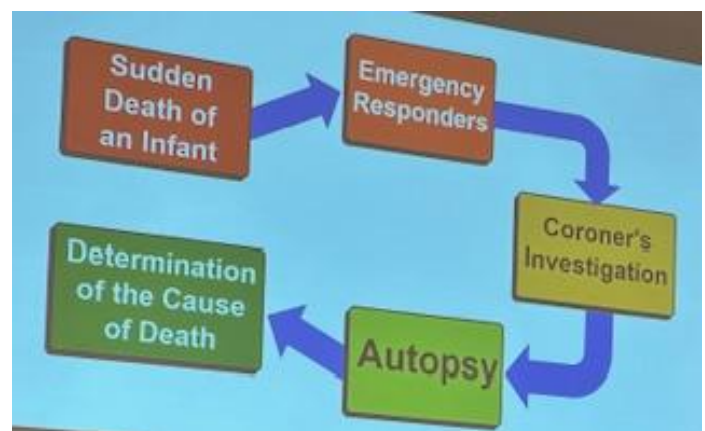 Sudden
Death of
an Infant
Emergency
Responders
Coroner's
Investigation
Autopsy
Determination
of the Cause
of Death